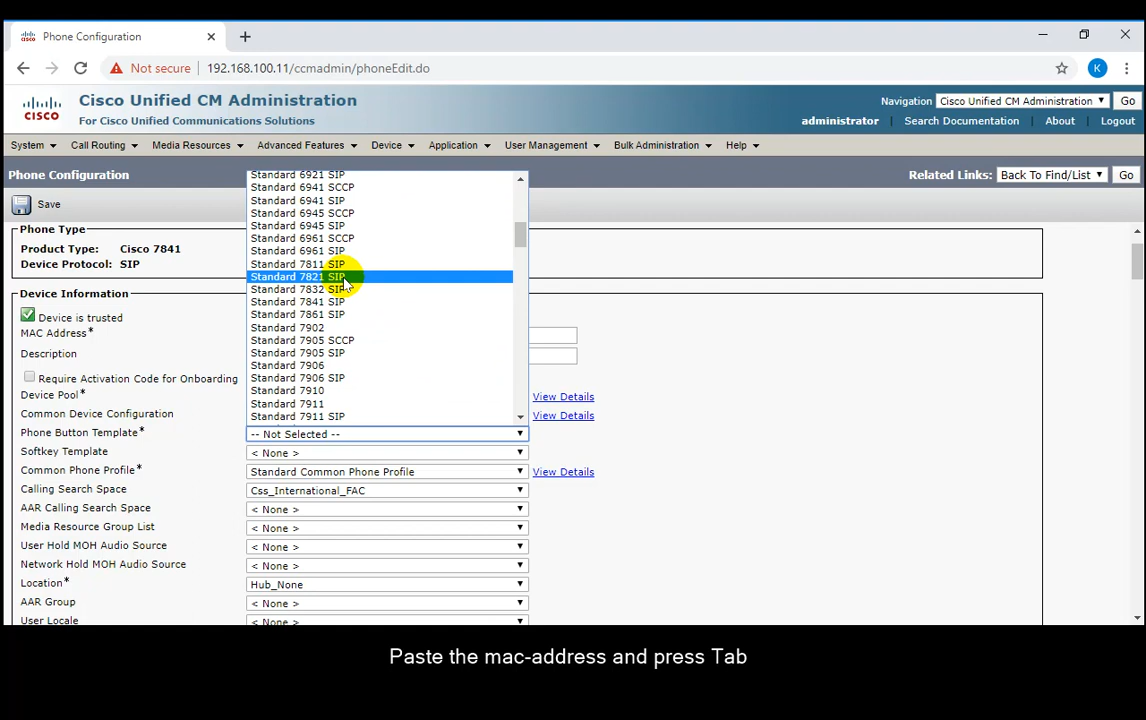 Phone Configuration
Not secure 192.168.100.11/ccmadmin/phoneEdit.do K
Cisco Unified CM Administration
For Cisco Unified Communications Solutions
CISCO
Navigation Cisco Unified CM Administration Go
administrator Search Documentation About Logout
System Call Routing Media Resources Advanced Features Device Application User Management Bulk Administration Help
Phone Configuration
Related Links: Back To Find/List Go
Save
Phone Type
Product Type: Cisco 7841
Device Protocol: SIP
Device Information
Device is trusted
MAC Address*
Description
Require Activation Code for Onboarding
Device Pool* View Details
Common Device Configuration View Details
Standard 6921 SIP
Standard 6941 SCCP
Standard 6941 SIP
Standard 6945 SCCP
Standard 6945 SIP
Standard 6961 SCCP
Standard 6961 SIP
Standard 7811 SIP
Standard 7821 SIP
Standard 7832 SIP
Standard 7841 SIP
Standard 7861 SIP
Standard 7902
Standard 7905 SCCP
Standard 7905 SIP
Standard 7906
Standard 7906 SIP
Standard 7910
Standard 7911
Standard 7911 SIP
Phone Button Template* -- Not Selected --
Softkey Template < None >
Common Phone Profile* Standard Common Phone Profile View Details
Calling Search Space Css_International_FAC
AAR Calling Search Space < None >
Media Resource Group List < None >
User Hold MOH Audio Source < None >
Network Hold MOH Audio Source < None >
Location* Hub_None
AAR Group < None >
User Locale < None >
Paste the mac-address and press Tab